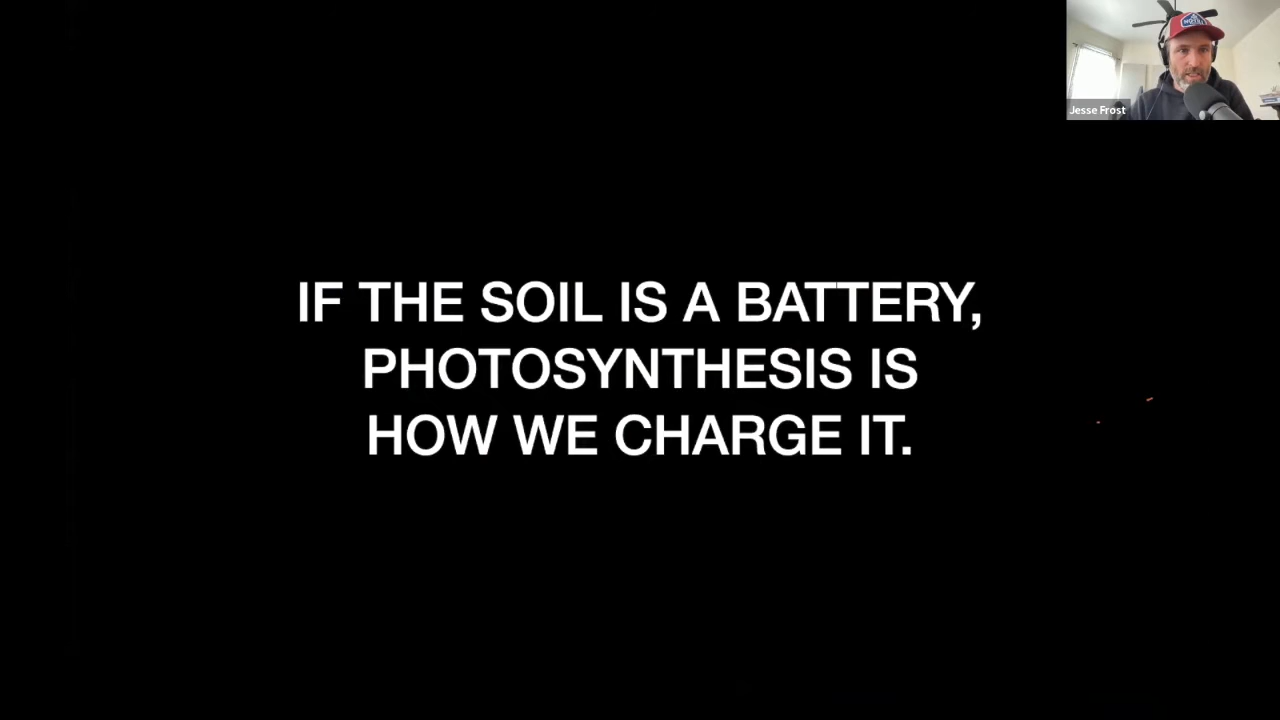 Jesse Frost
IF THE SOIL IS A BATTERY,
PHOTOSYNTHESIS IS
HOW WE CHARGE IT.